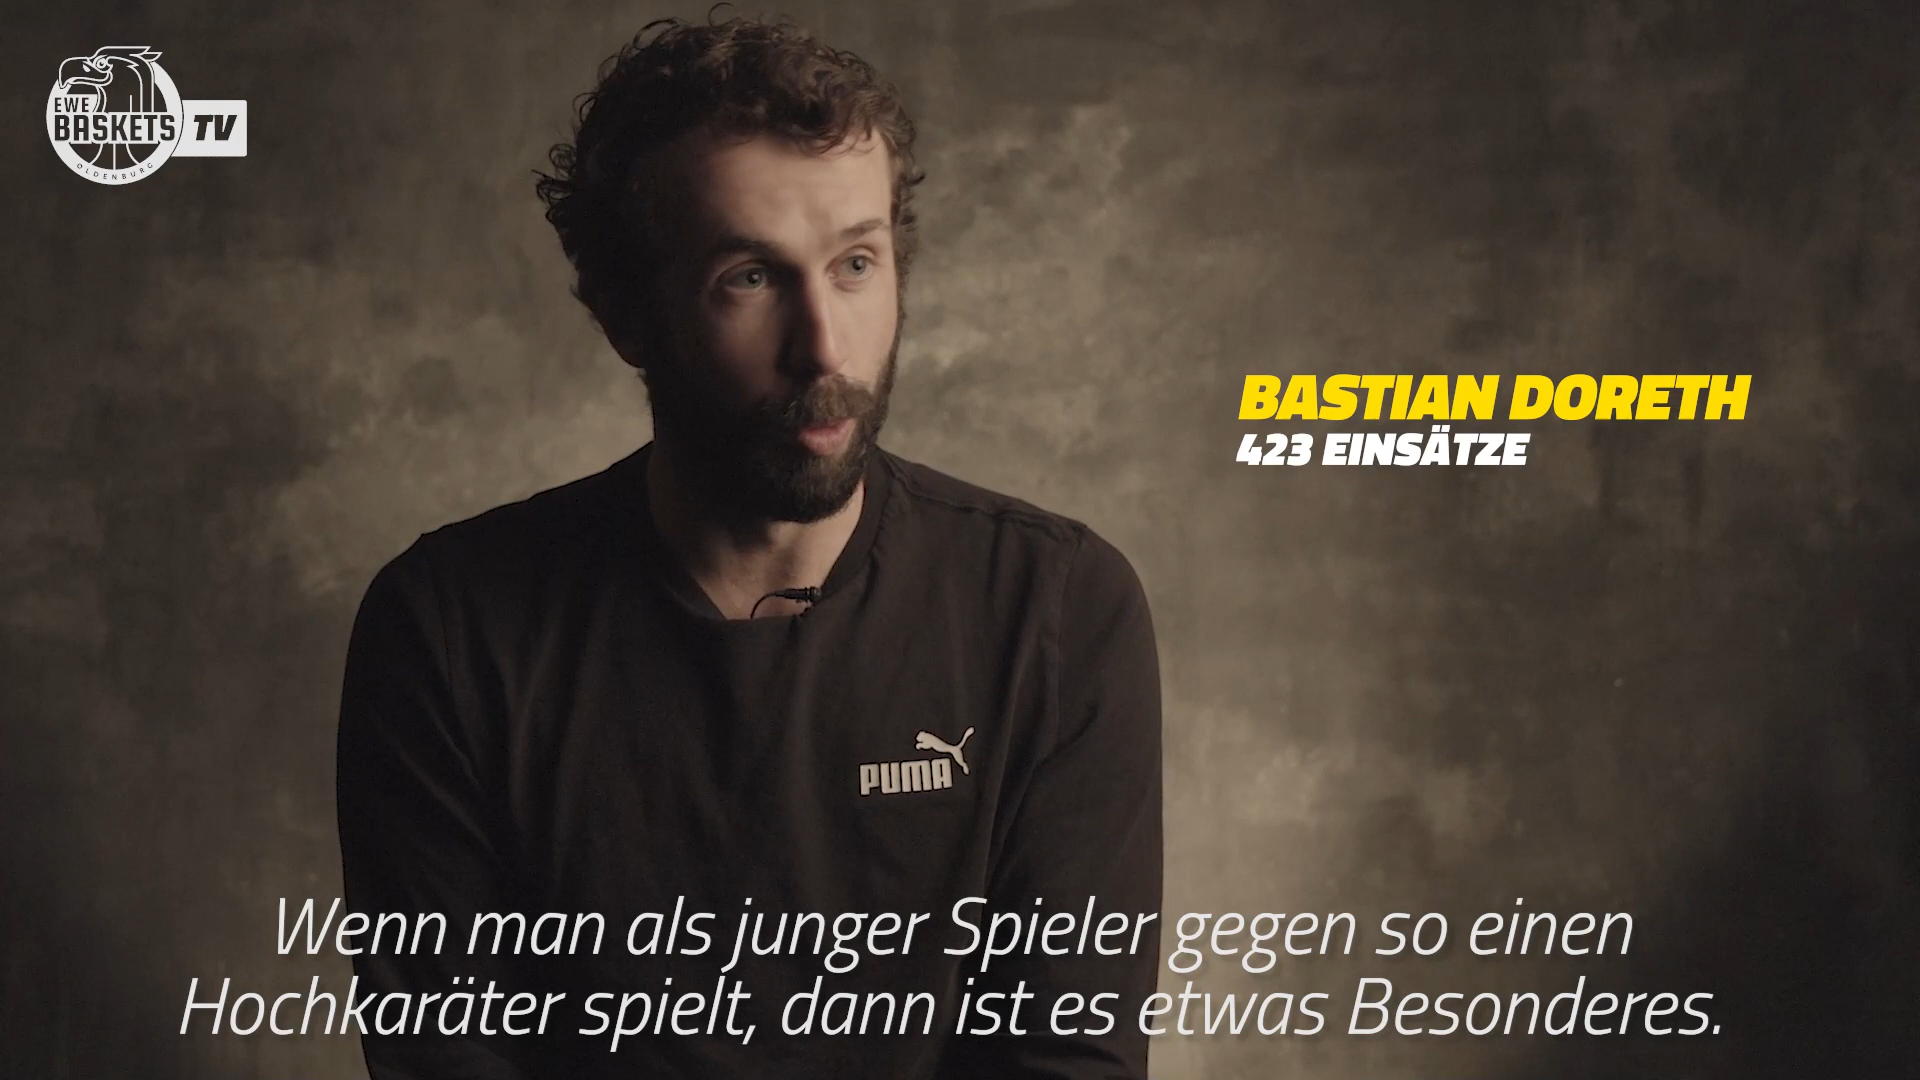 EWE
BASKETS TV
OLDENBURG
BASTIAN DORETH
423 EINSÄTZE
PUMA
Wenn man als junger Spieler gegen so einen
Hochkaräter spielt, dann ist es etwas Besonderes.